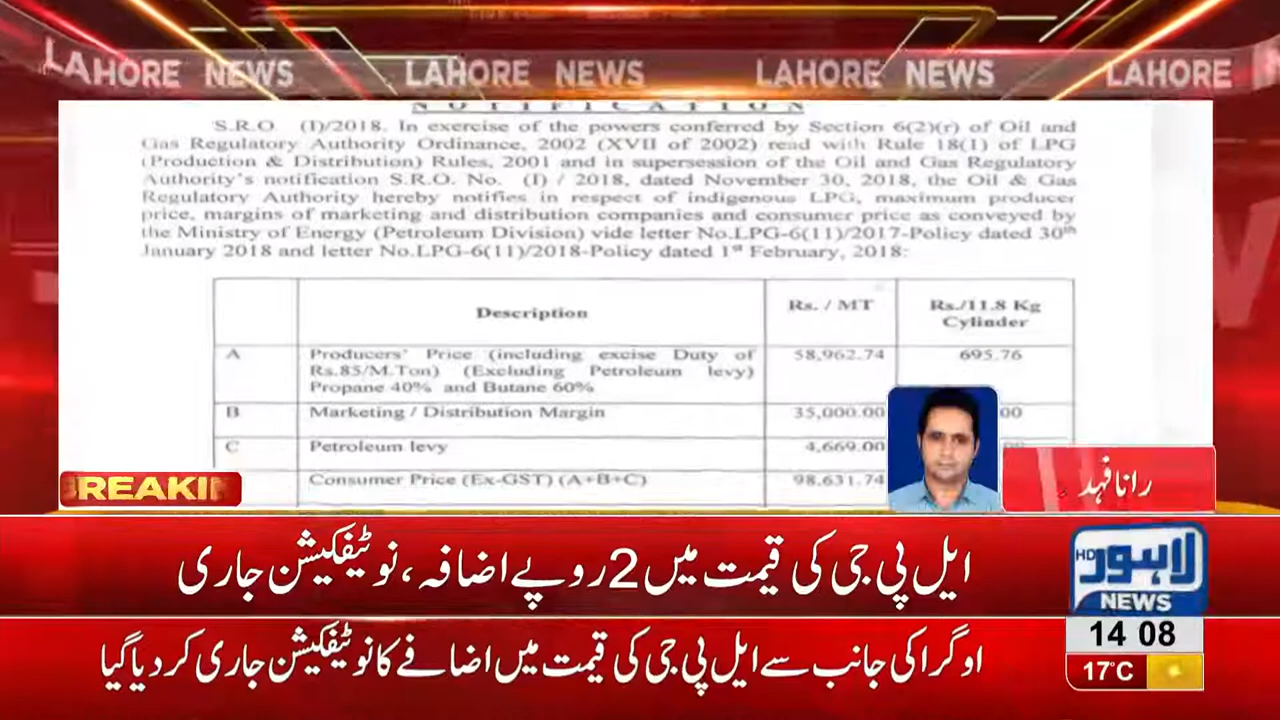 LAHORE NEWS LAHORE NEWS LAHORE NEWS LAHORE
NOTIFICATION
S.R.O (I)/2018. In exercise of the powers conferred by Section 6(2)(r) of Oil and
Gas Regulatory Authority Ordinance, 2002 (XVII of 2002) read with Rule 18(1) of LPG
(Production & Distribution) Rules, 2001 and in supersession of the Oil and Gas Regulatory
Authority's notification S.R.O. No. (I) / 2018, dated November 30, 2018, the Oil & Gas
Regulatory Authority hereby notifies in respect of indigenous LPG, maximum producer
price, margins of marketing and distribution companies and consumer price as conveyed by
the Ministry of Energy (Petroleum Division) vide letter No.LPG-6(11)/2017-Policy dated 30th
January 2018 and letter No.LPG-6(11)/2018-Policy dated 1st February, 2018:
Description Rs. / MT Rs./11.8 Kg
Cylinder
A Producers' Price (including excise Duty of 58,962.74 695.76
Rs.85/M.Ton) (Excluding Petroleum levy)
Propane 40% and Butane 60%
B Marketing / Distribution Margin 35,000.00 00
C Petroleum levy 4,669.00
Consumer Price (Ex-GST) (A+B+C) 98,631.74
رانا فہد
REAKIN
ایل پی جی کی قیمت میں 2 روپے اضافہ، نوٹیفکیشن جاری
HD لاہور
NEWS
14 08
اوگرا کی جانب سے ایل پی جی کی قیمت میں اضافے کا نوٹیفکیشن جاری کر دیا گیا
17°C